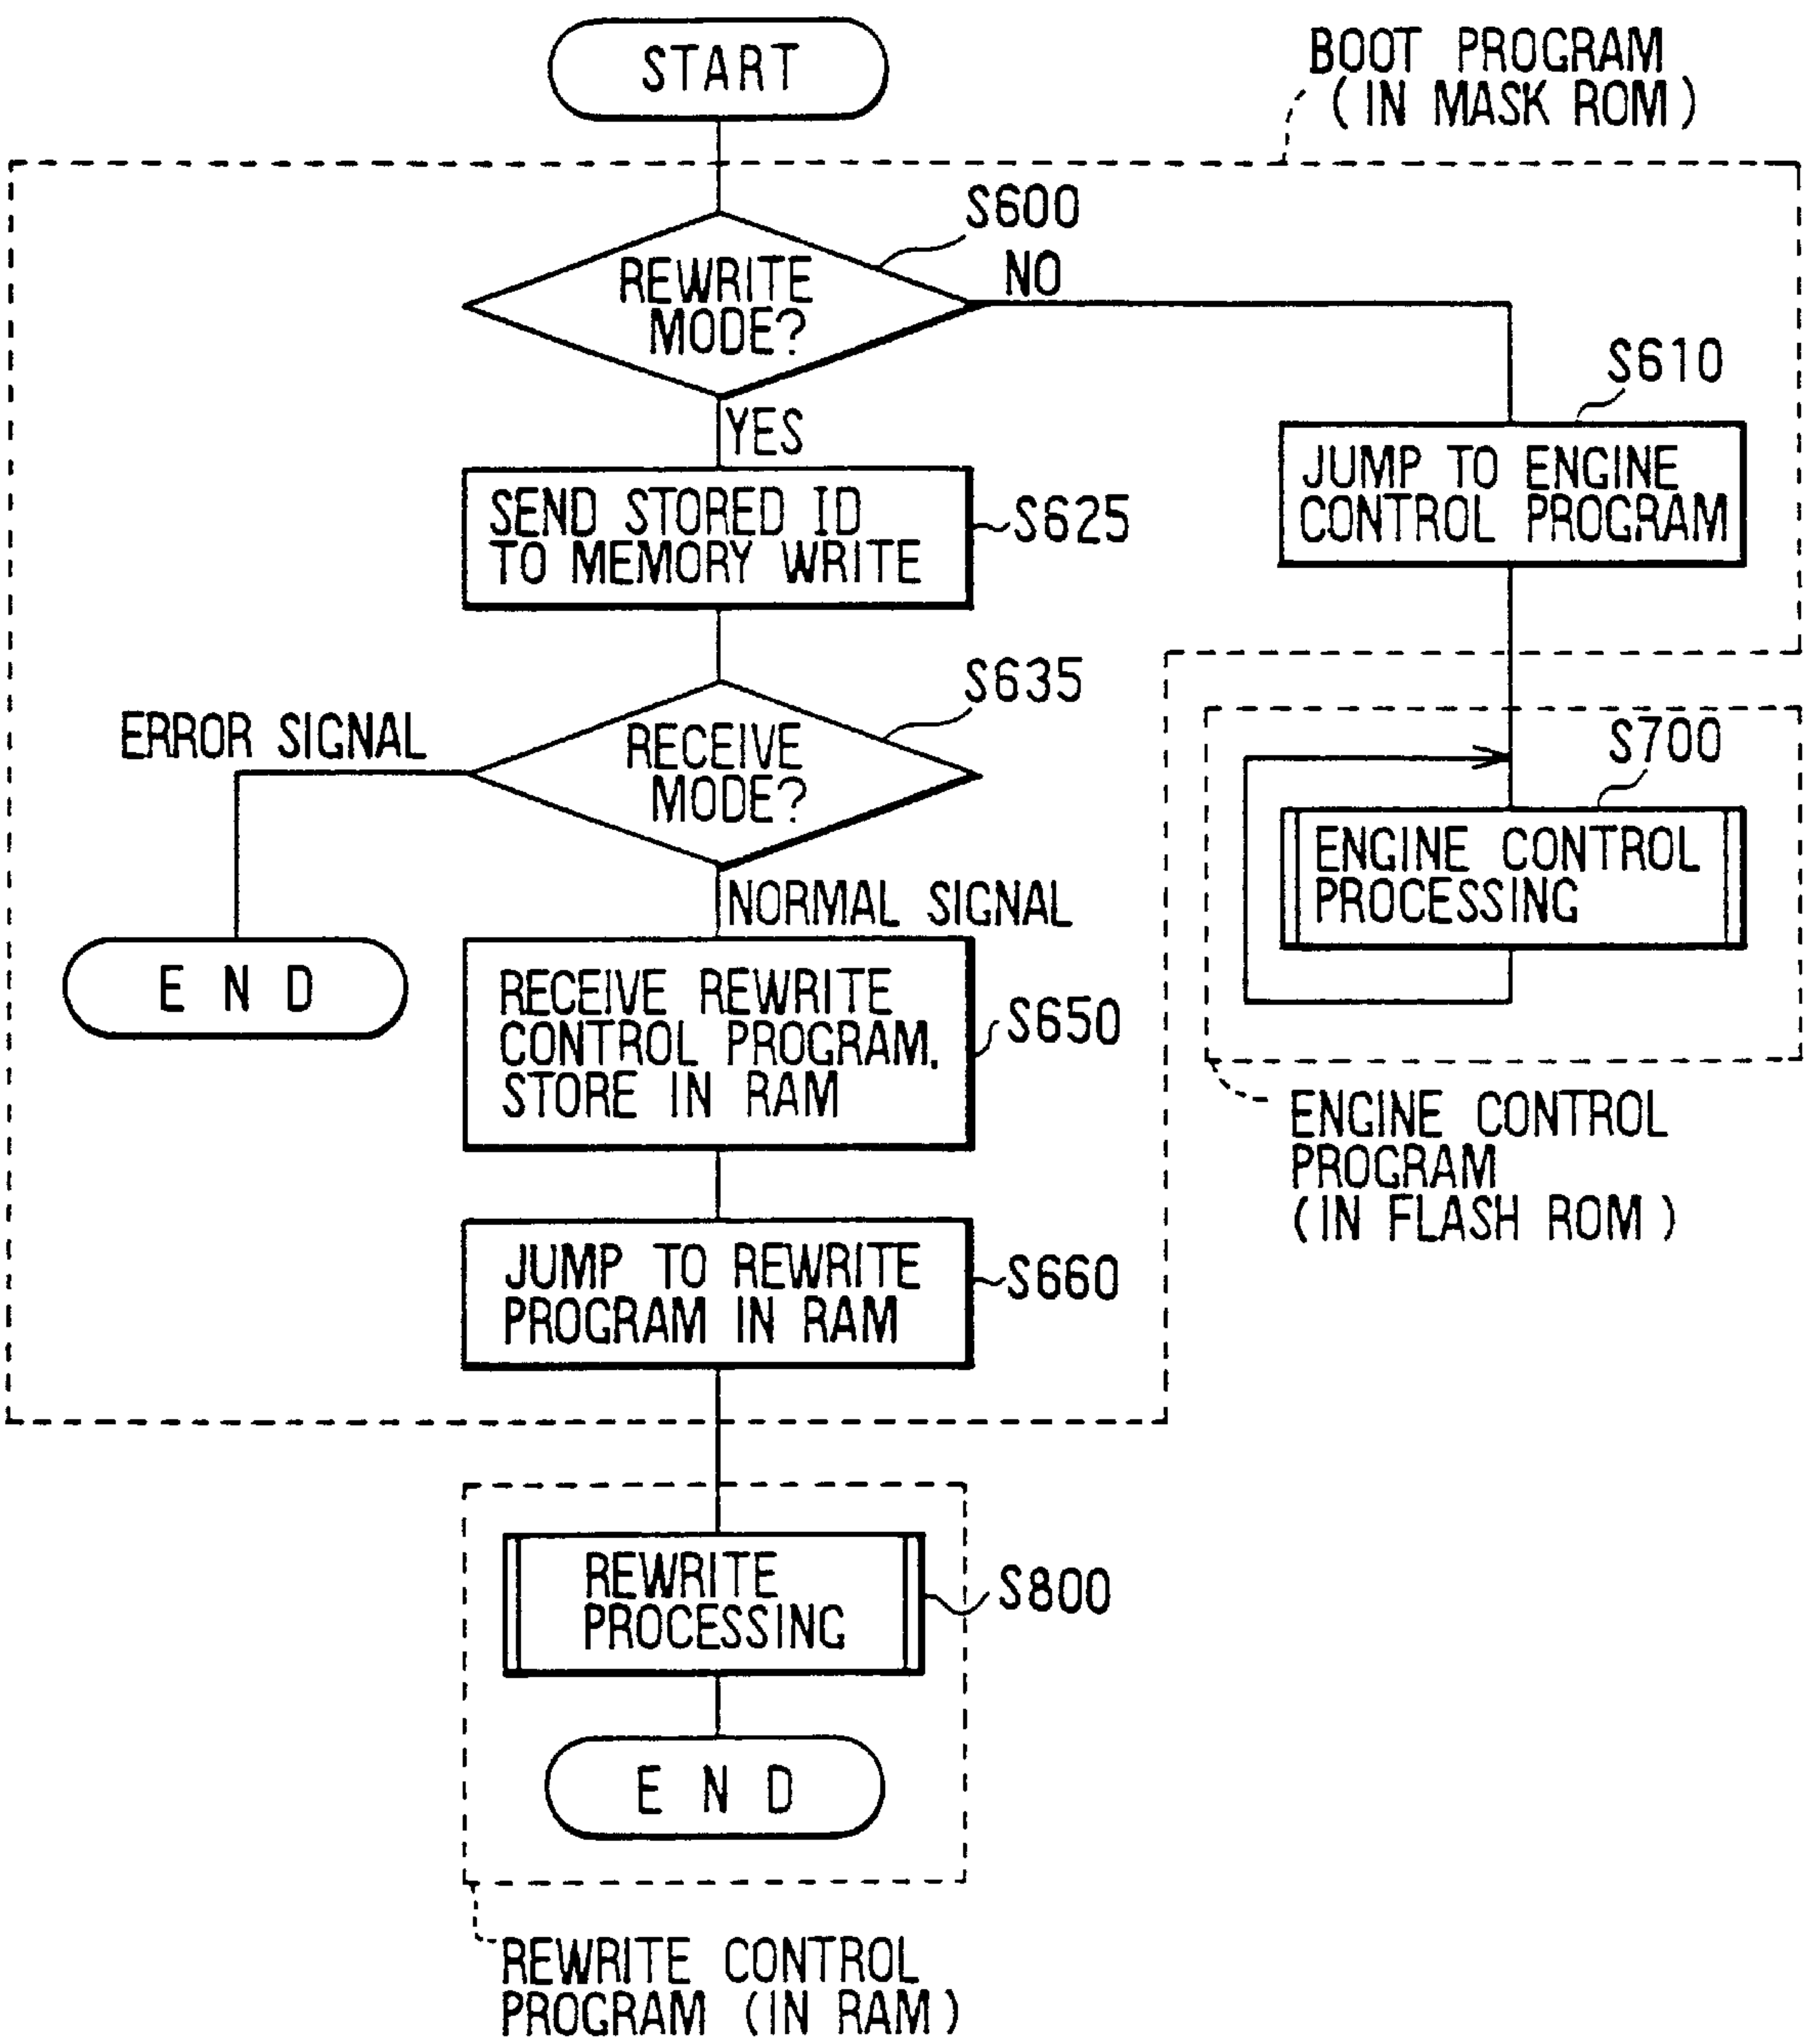 START
BOOT PROGRAM
(IN MASK ROM)
S600
REWRITE
MODE?
NO
YES
S610
JUMP TO ENGINE
CONTROL PROGRAM
SEND STORED ID
TO MEMORY WRITE
S625
S635
RECEIVE
MODE?
ERROR SIGNAL
NORMAL SIGNAL
S700
ENGINE CONTROL
PROCESSING
END
RECEIVE REWRITE
CONTROL PROGRAM.
STORE IN RAM
S650
ENGINE CONTROL
PROGRAM
(IN FLASH ROM)
JUMP TO REWRITE
PROGRAM IN RAM
S660
REWRITE
PROCESSING
S800
END
REWRITE CONTROL
PROGRAM (IN RAM)